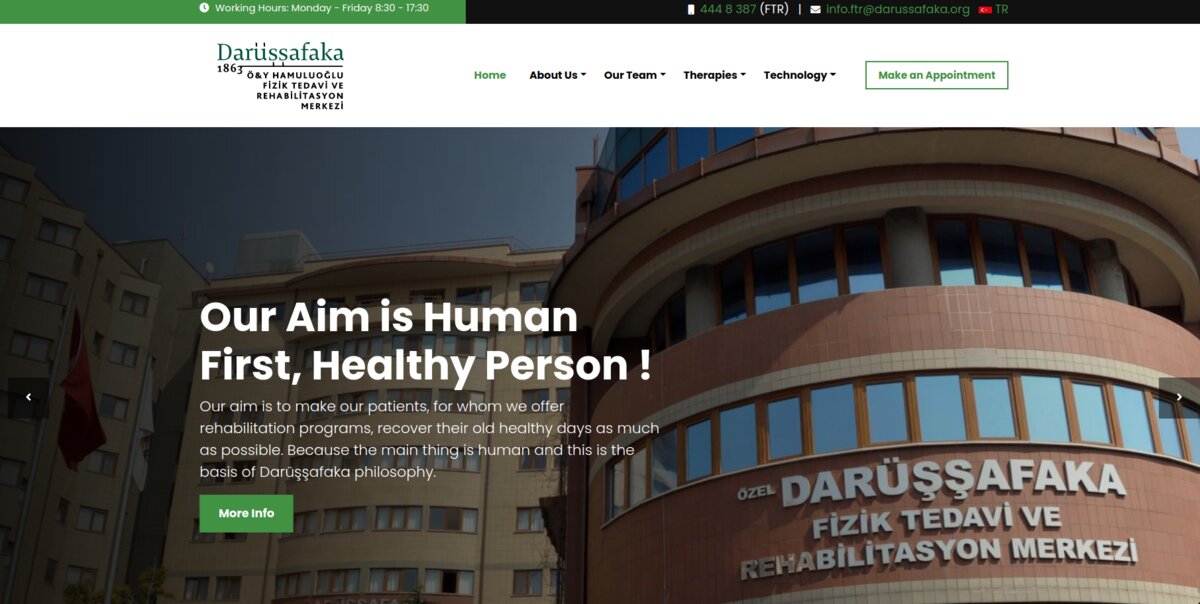 Working Hours: Monday - Friday 8:30 - 17:30
444 8 387 (FTR) | info.ftr@darussafaka.org TR
Darüşşafaka
1863
Ö&Y HAMULUOĞLU
FİZİK TEDAVİ VE
REHABİLİTASYON
MERKEZİ
Home About Us Our Team Therapies Technology Make an Appointment
Our Aim is Human
First, Healthy Person !
Our aim is to make our patients, for whom we offer
rehabilitation programs, recover their old healthy days as much
as possible. Because the main thing is human and this is the
basis of Darüşşafaka philosophy.
More Info
ÖZEL DARÜŞŞAFAKA
FİZİK TEDAVİ VE
REHABİLİTASYON MERKEZİ